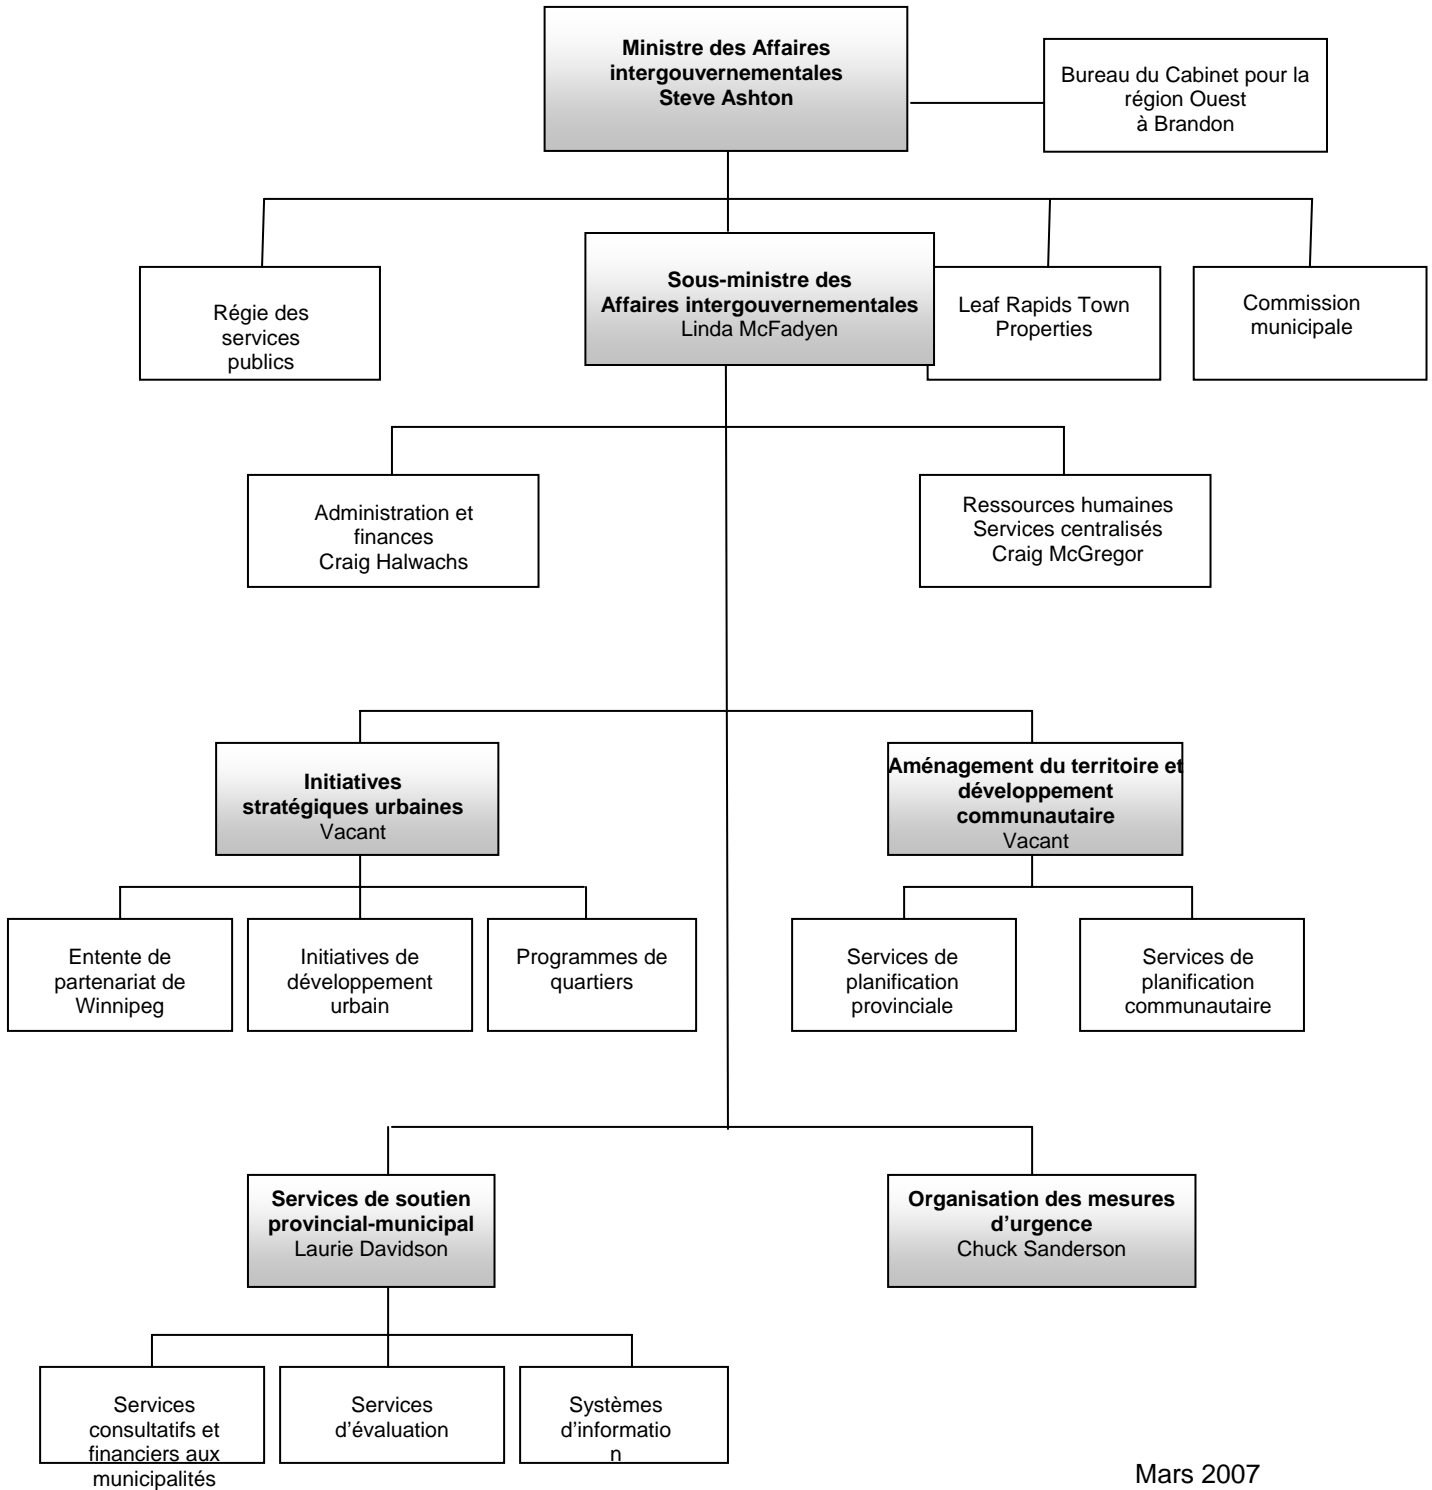 Ministre des Affaires
intergouvernementales
Steve Ashton
Bureau du Cabinet pour la
région Ouest
à Brandon
Régie des
services
publics
Sous-ministre des
Affaires intergouvernementales
Linda McFadyen
Leaf Rapids Town
Properties
Commission
municipale
Administration et
finances
Craig Halwachs
Ressources humaines
Services centralisés
Craig McGregor
Initiatives
stratégiques urbaines
Vacant
Aménagement du territoire et
développement
communautaire
Vacant
Entente de
partenariat de
Winnipeg
Initiatives de
développement
urbain
Programmes de
quartiers
Services de
planification
provinciale
Services de
planification
communautaire
Services de soutien
provincial-municipal
Laurie Davidson
Organisation des mesures
d’urgence
Chuck Sanderson
Services
consultatifs et
financiers aux
municipalités
Services
d’évaluation
Systèmes
d’informatio
n
Mars 2007